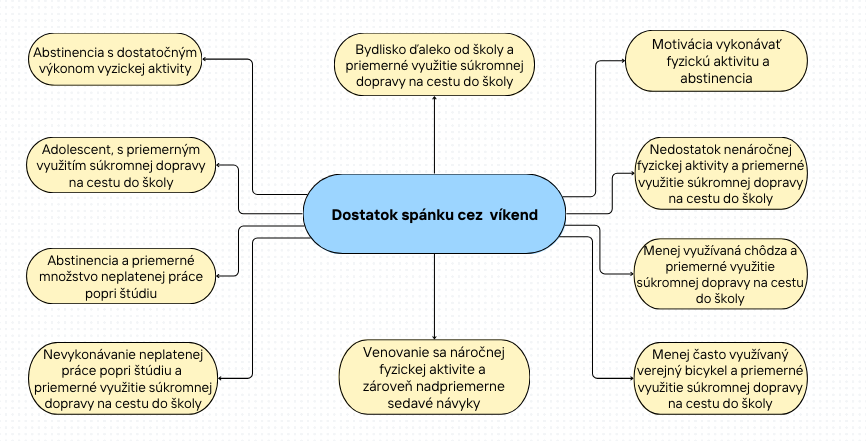 Abstinencia s dostatočným
výkonom vyzickej aktivity
Bydlisko ďaleko od školy a
priemerné využitie súkromnej
dopravy na cestu do školy
Motivácia vykonávať
fyzickú aktivitu a
abstinencia
Adolescent, s priemerným
využitím súkromnej dopravy
na cestu do školy
Nedostatok nenáročnej
fyzickej aktivity a priemerné
využitie súkromnej dopravy
na cestu do školy
Dostatok spánku cez víkend
Abstinencia a priemerné
množstvo neplatenej práce
popri štúdiu
Menej využívaná chôdza a
priemerné využitie
súkromnej dopravy na cestu
do školy
Nevykonávanie neplatenej
práce popri štúdiu a
priemerné využitie súkromnej
dopravy na cestu do školy
Venovanie sa náročnej
fyzickej aktivite a
zároveň nadpriemerne
sedavé návyky
Menej často využívaný
verejný bicykel a priemerné
využitie súkromnej dopravy
na cestu do školy